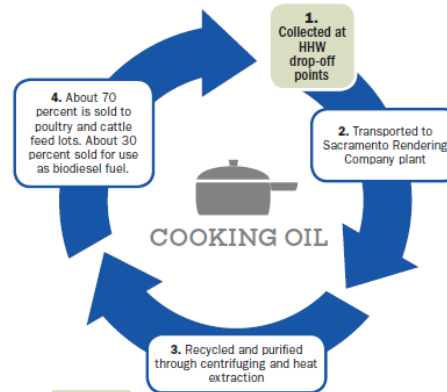 1.
Collected at
HHW
drop-off
points
2. Transported to
Sacramento Rendering
Company plant
3. Recycled and purified
through centrifuging and heat
extraction
4. About 70
percent is sold to
poultry and cattle
feed lots. About 30
percent sold for use
as biodiesel fuel.
COOKING OIL